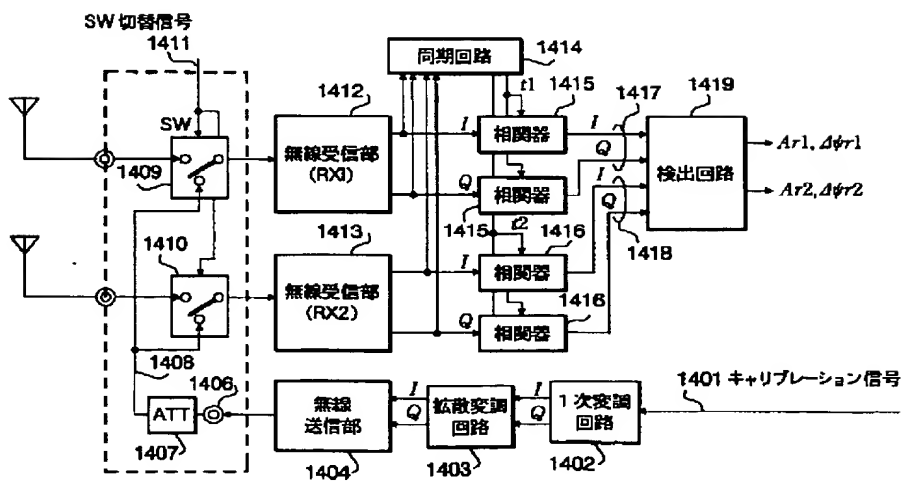 SW 切替信号
1411
同期回路
1414
t1
1415
1417
1419
1412
SW
I
相関器
I
無線受信部
(RX1)
Q
検出回路
Ar1, Δψr1
1409
Q
相関器
I
Ar2, Δψr2
1415
t2
1416
Q
1418
1413
1410
I
相関器
無線受信部
(RX2)
1416
Q
相関器
1408
1406
1401 キャリブレーション信号
ATT
無線
送信部
I
Q
拡散変調
回路
I
Q
1次変調
回路
1407
1404
1403
1402